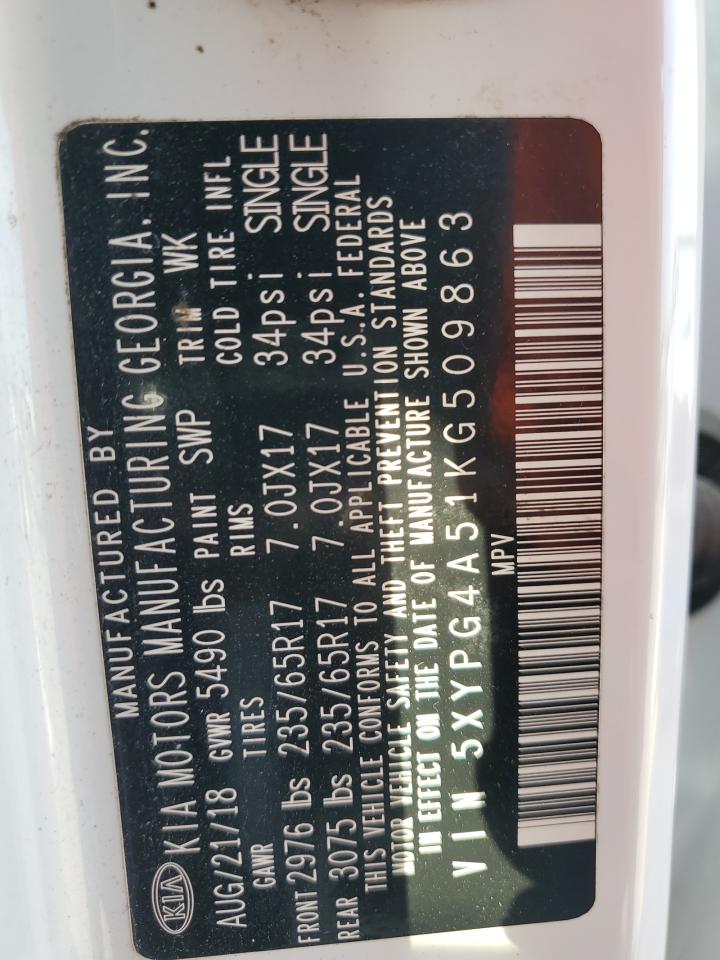 MANUFACTURED BY
KIA KIA MOTORS MANUFACTURING GEORGIA, INC.
AUG/21/18 GWR 5490 lbs PAINT SWP TRIM WK
GAWR TIRES RIMS COLD TIRE INFL
FRONT 2976 lbs 235/65R17 7.0JX17 34psi SINGLE
REAR 3075 lbs 235/65R17 7.0JX17 34psi SINGLE
THIS VEHICLE CONFORMS TO ALL APPLICABLE U.S.A. FEDERAL
MOTOR VEHICLE SAFETY AND THEFT PREVENTION STANDARDS
IN EFFECT ON THE DATE OF MANUFACTURE SHOWN ABOVE
VIN 5XYPG4A51KG509863
MPV